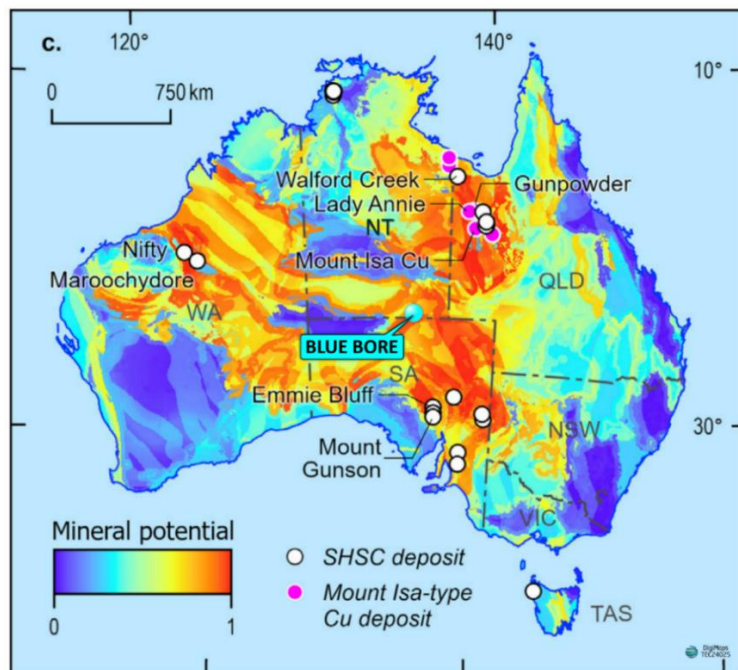 c.
120°
140°
10°
0
750 km
Walford Creek
Gunpowder
Lady Annie
NT
Nifty
Mount Isa Cu
Maroochydore
QLD
WA
BLUE BORE
SA
Emmie Bluff
NSW
30°
Mount
Gunson
VIC
Mineral potential
SHSC deposit
Mount Isa-type
Cu deposit
0
1
TAS
DigMaps
TEC24025